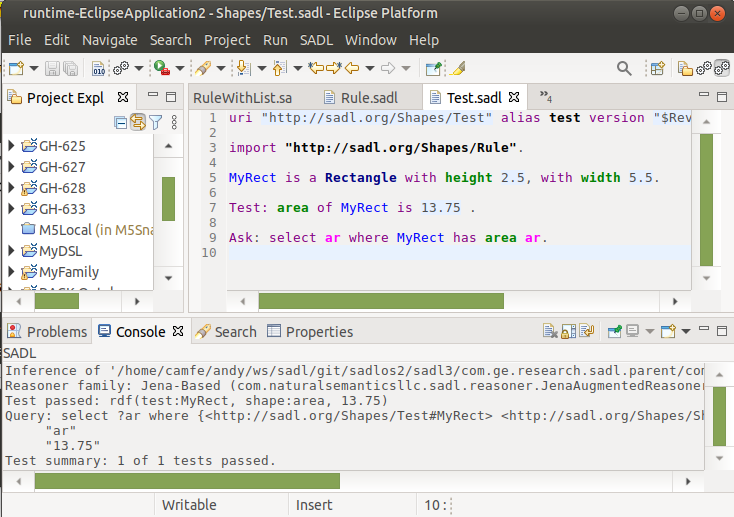 runtime-EclipseApplication2 - Shapes/Test.sadl - Eclipse Platform
File Edit Navigate Search Project Run SADL Window Help
Project Expl
GH-625
GH-627
GH-628
GH-633
M5Local (in M5Sna
MyDSL
MyFamily
RuleWithList.sa Rule.sadl Test.sadl »4
1 uri "http://sadl.org/Shapes/Test" alias test version "$Rev
2
3 import "http://sadl.org/Shapes/Rule".
4
5 MyRect is a Rectangle with height 2.5, with width 5.5.
6
7 Test: area of MyRect is 13.75 .
8
9 Ask: select ar where MyRect has area ar.
10
Problems Console Search Properties
SADL
Inference of '/home/camfe/andy/ws/sadl/git/sadlos2/sadl3/com.ge.research.sadl.parent/com
Reasoner family: Jena-Based (com.naturalsemanticsllc.sadl.reasoner.JenaAugmentedReasoner
Test passed: rdf(test:MyRect, shape:area, 13.75)
Query: select ?ar where {<http://sadl.org/Shapes/Test#MyRect> <http://sadl.org/Shapes/Sh
"ar"
"13.75"
Test summary: 1 of 1 tests passed.
Writable Insert 10 :